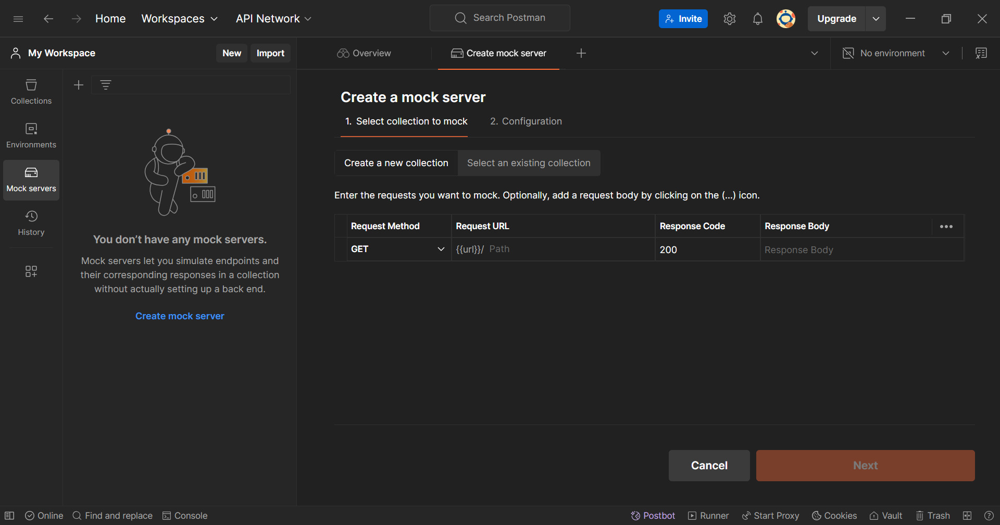 Home
Workspaces
API Network
Search Postman
Invite
Upgrade
My Workspace
New
Import
Overview
Create mock server
No environment
Collections
Environments
Mock servers
History
You don’t have any mock servers.
Mock servers let you simulate endpoints and
their corresponding responses in a collection
without actually setting up a back end.
Create mock server
Create a mock server
1. Select collection to mock
2. Configuration
Create a new collection
Select an existing collection
Enter the requests you want to mock. Optionally, add a request body by clicking on the (...) icon.
Request Method
Request URL
Response Code
Response Body
GET
{{url}}/ Path
200
Response Body
Cancel
Next
Online
Find and replace
Console
Postbot
Runner
Start Proxy
Cookies
Vault
Trash